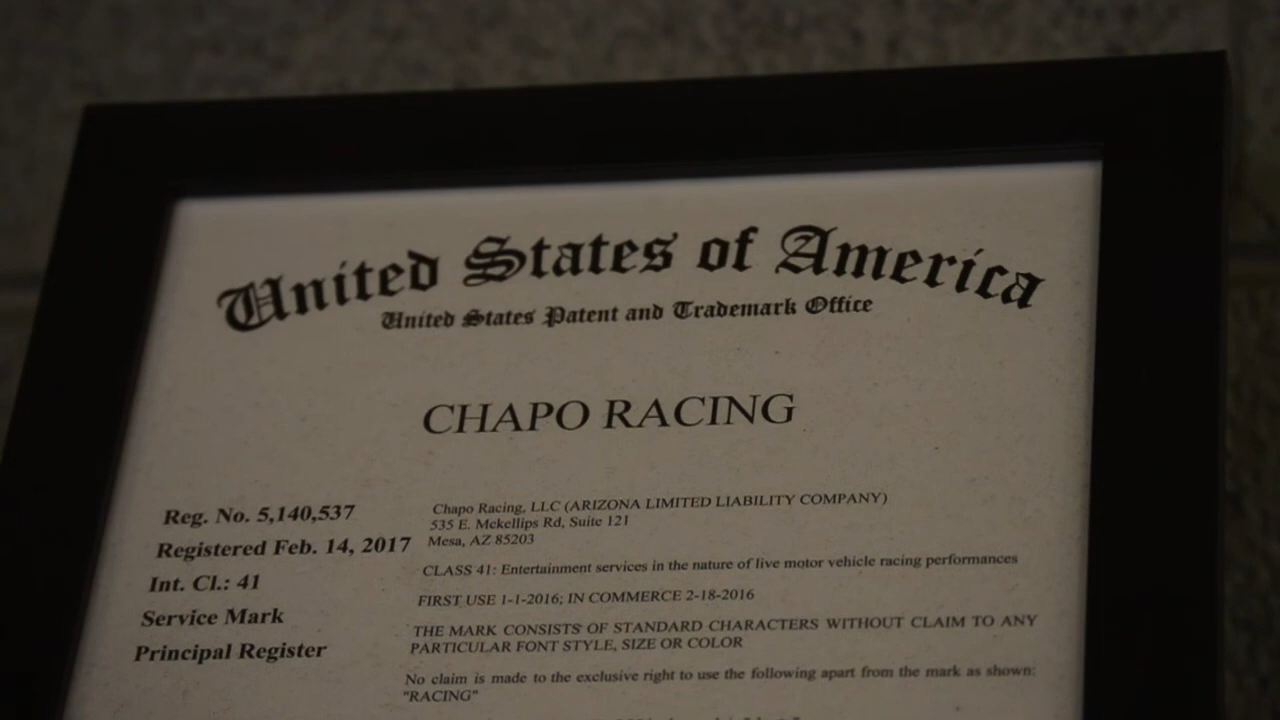 United States of America
United States Patent and Trademark Office
CHAPO RACING
Reg. No. 5,140,537
Registered Feb. 14, 2017
Int. Cl.: 41
Service Mark
Principal Register
Chapo Racing, LLC (ARIZONA LIMITED LIABILITY COMPANY)
535 E. Mckellips Rd, Suite 121
Mesa, AZ 85203
CLASS 41: Entertainment services in the nature of live motor vehicle racing performances
FIRST USE 1-1-2016; IN COMMERCE 2-18-2016
THE MARK CONSISTS OF STANDARD CHARACTERS WITHOUT CLAIM TO ANY
PARTICULAR FONT STYLE, SIZE OR COLOR
No claim is made to the exclusive right to use the following apart from the mark as shown:
"RACING"